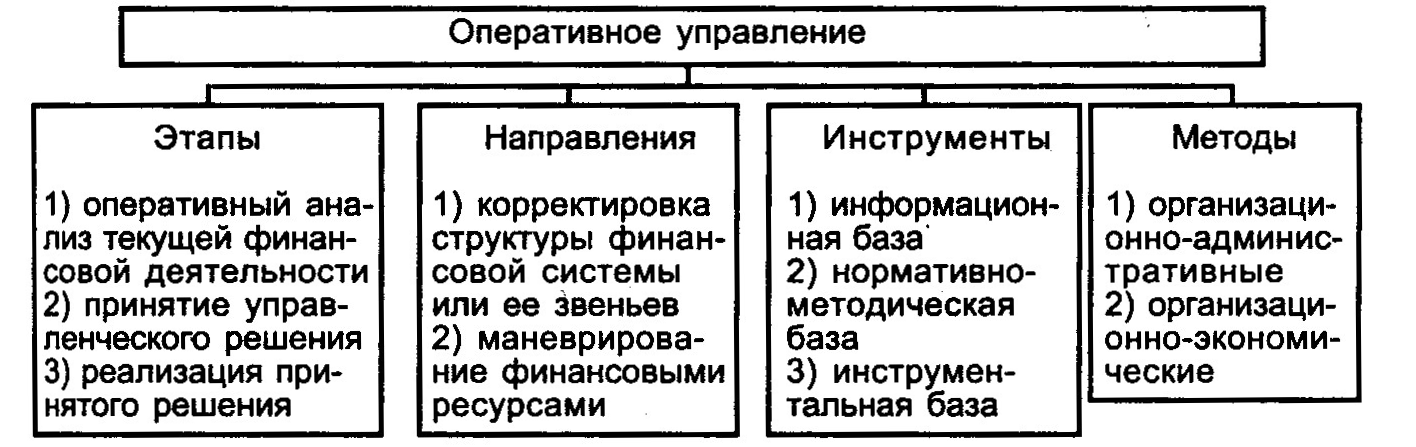 Оперативное управление
Этапы
1) оперативный ана-
лиз текущей финан-
совой деятельности
2) принятие управ-
ленческого решения
3) реализация при-
нятого решения
Направления
1) корректировка
структуры финан-
совой системы
или ее звеньев
2) маневрирова-
ние финансовыми
ресурсами
Инструменты
1) информацион-
ная база
2) нормативно-
методическая
база
3) инструмен-
тальная база
Методы
1) организаци-
онно-админис-
тративные
2) организаци-
онно-экономи-
ческие